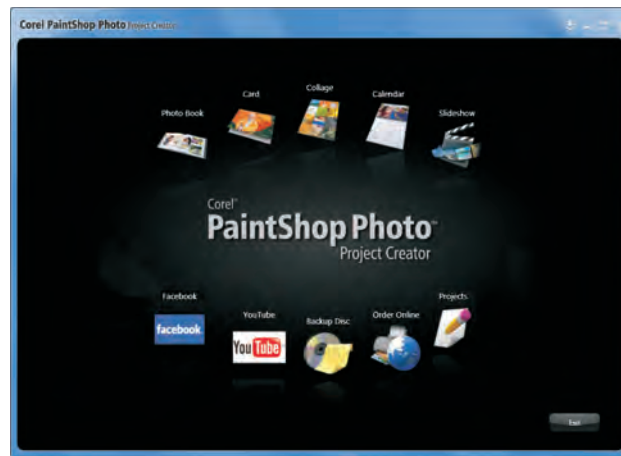 Corel PaintShop Photo Project Creator
Collage
Card
Calendar
Photo Book
Slideshow
Corel®
PaintShop Photo™
Project Creator
Facebook
Projects
YouTube
Order Online
Backup Disc
facebook
You Tube
Exit